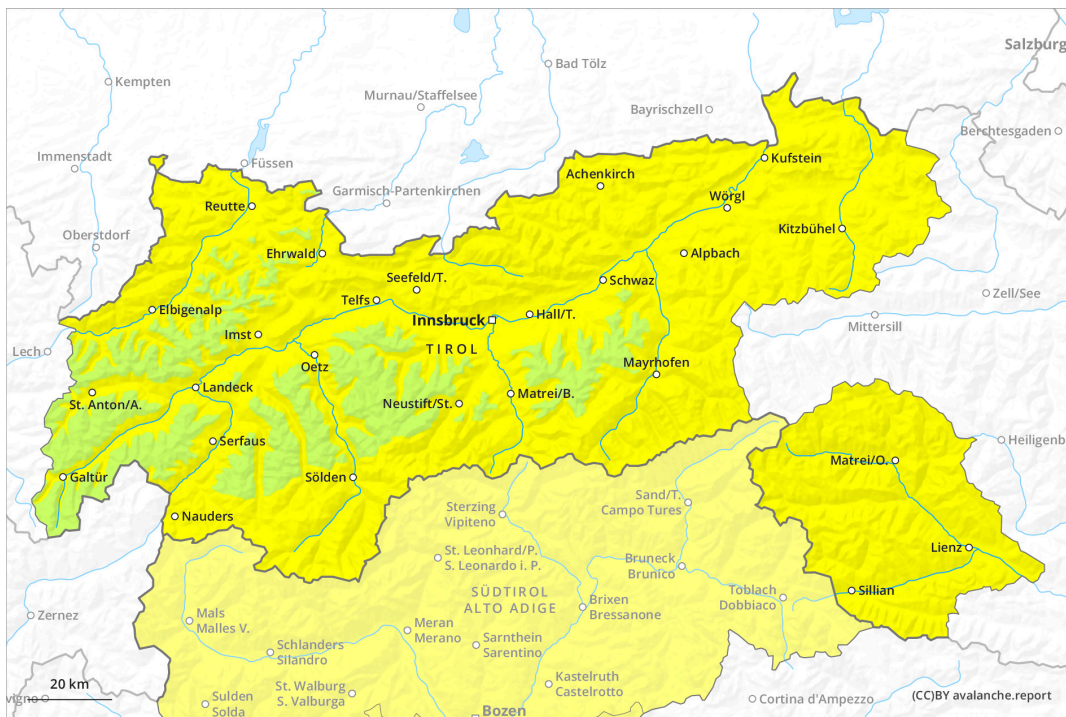 Salzburg
Bad Tölz
Kempten
Murnau/Staffelsee
Bayrischzell
Berchtesgaden
Immenstadt
Füssen
Kufstein
Achenkirch
Garmisch-Partenkirchen
Reutte
Wörgl
Oberstdorf
Kitzbühel
Ehrwald
Alpbach
Seefeld/T.
Schwaz
Zell/See
Telfs
Elbigenalp
Innsbruck
Hall/T.
Mittersill
Imst
Lech
TIROL
Oetz
Mayrhofen
Landeck
St. Anton/A.
Neustift/St.
Matrei/B.
Serfaus
Heiligenb
Matrei/O.
Galtür
Sölden
Sand/T.
Campo Tures
Sterzing
Vipiteno
Nauders
Lienz
St. Leonhard/P.
S. Leonardo i. P.
Bruneck
Brunico
SÜDTIROL
ALTO ADIGE
Toblach
Dobbiaco
Sillian
Brixen
Bressanone
Zernez
Mals
Malles V.
Meran
Merano
Sarnthein
Sarentino
Schlanders
Silandro
Kastelruth
Castelrotto
20 km
St. Walburg
S. Valburga
vigno
Sulden
Solda
Cortina d'Ampezzo
(CC)BY avalanche.report
Bozen